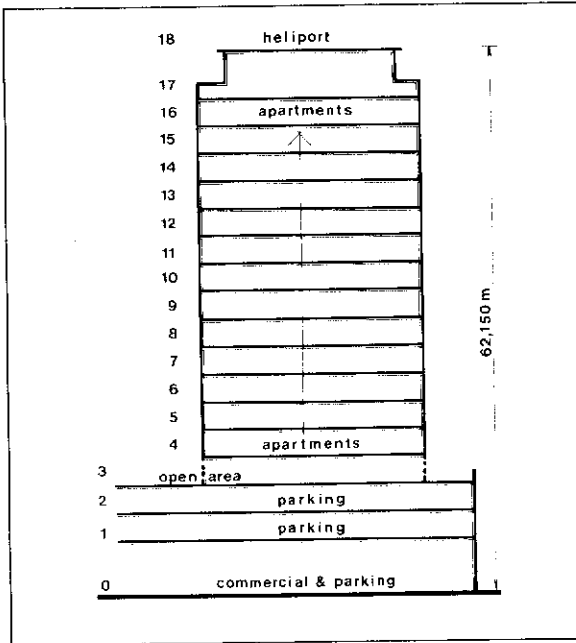 18 heliport
17
16 apartments
15
14
13
12
11
10
9
8
7
6
5
4 apartments
3 open area
2 parking
1 parking
0 commercial & parking
62,150 m